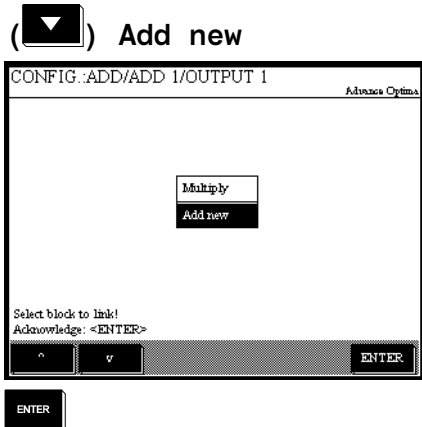 (▼) Add new
CONFIG.:ADD/ADD 1/OUTPUT 1
Advance Optima
Multiply
Add new
Select block to link!
Acknowledge: <ENTER>
^ v ENTER
ENTER